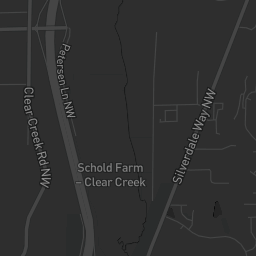 Petersen Ln NW
Clear Creek Rd NW
Silverdale Way NW
Schold Farm
- Clear Creek